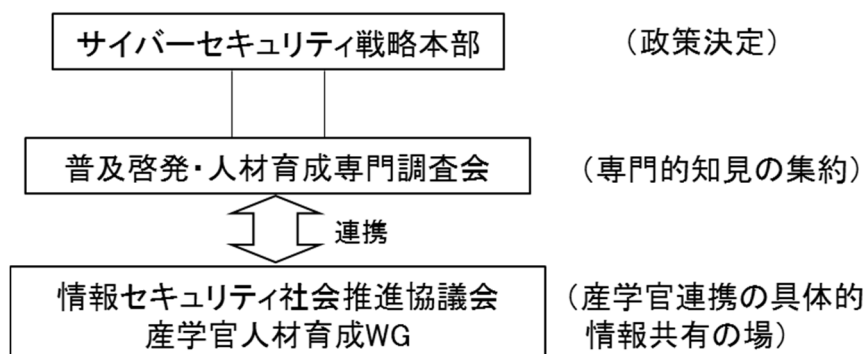 サイバーセキュリティ戦略本部 （政策決定）
普及啓発・人材育成専門調査会 （専門的知見の集約）
連携
情報セキュリティ社会推進協議会 （産学官連携の具体的
産学官人材育成WG 情報共有の場）